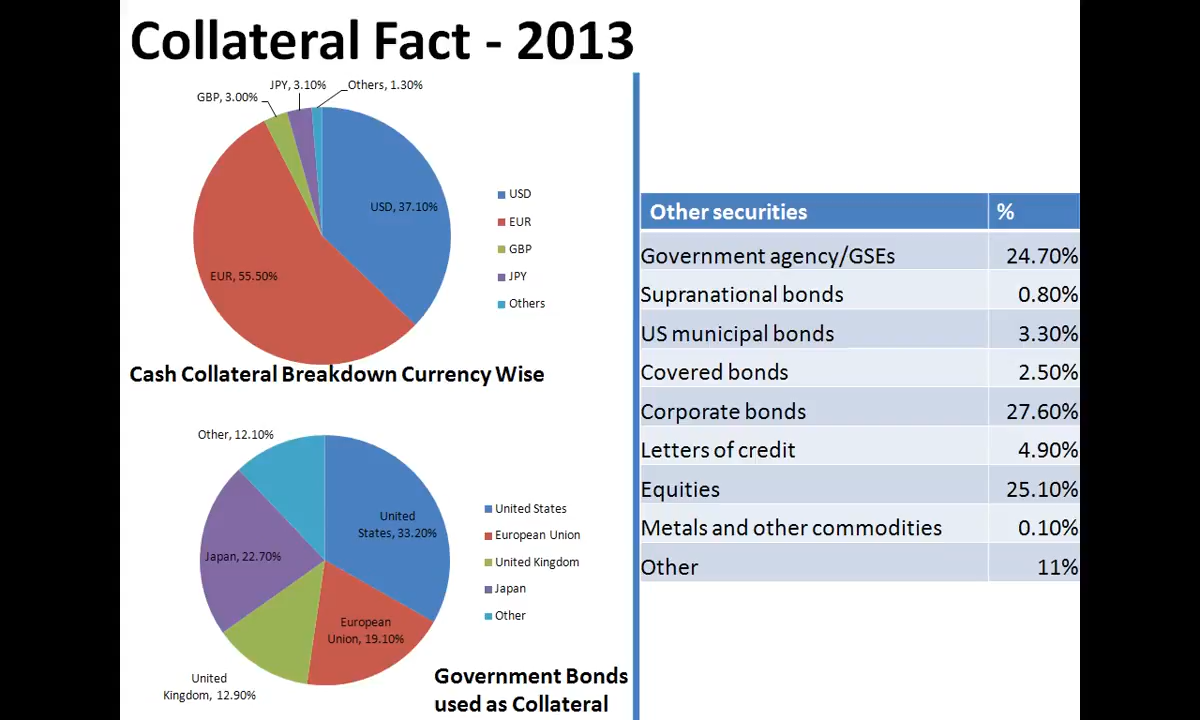 Collateral Fact - 2013
JPY, 3.10%
Others, 1.30%
GBP, 3.00%
USD, 37.10%
EUR, 55.50%
USD
EUR
GBP
JPY
Others
Cash Collateral Breakdown Currency Wise
Other, 12.10%
United
States, 33.20%
Japan, 22.70%
European
Union, 19.10%
United
Kingdom, 12.90%
United States
European Union
United Kingdom
Japan
Other
Government Bonds
used as Collateral
Other securities %
Government agency/GSEs 24.70%
Supranational bonds 0.80%
US municipal bonds 3.30%
Covered bonds 2.50%
Corporate bonds 27.60%
Letters of credit 4.90%
Equities 25.10%
Metals and other commodities 0.10%
Other 11%